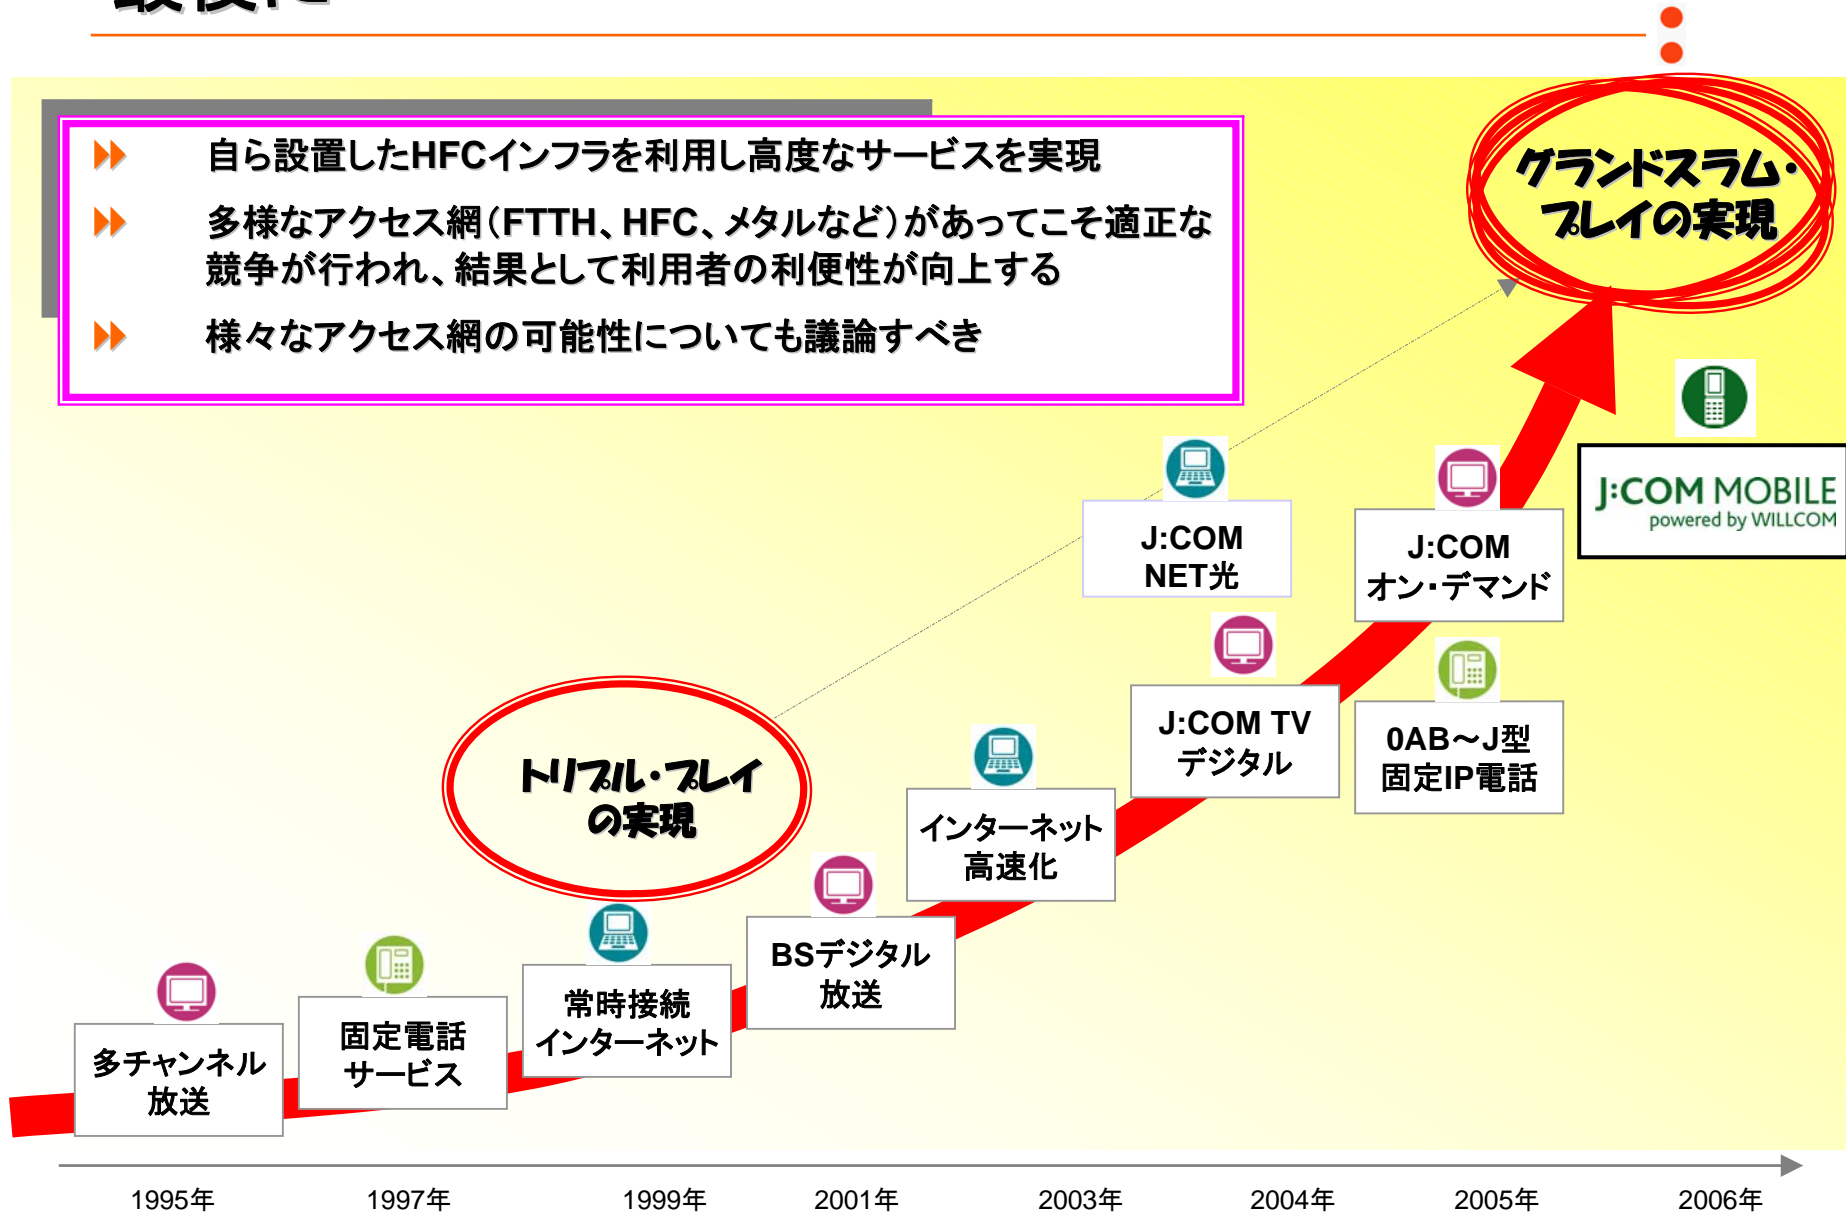 最後に
自ら設置したHFCインフラを利用し高度なサービスを実現
多様なアクセス網（FTTH、HFC、メタルなど）があってこそ適正な
競争が行われ、結果として利用者の利便性が向上する
様々なアクセス網の可能性についても議論すべき
グランドスラム・
プレイの実現
J:COM MOBILE
powered by WILLCOM
J:COM
NET光
J:COM
オン・デマンド
J:COM TV
デジタル
0AB～J型
固定IP電話
トリプル・プレイ
の実現
インターネット
高速化
BSデジタル
放送
常時接続
インターネット
固定電話
サービス
多チャンネル
放送
1995年
1997年
1999年
2001年
2003年
2004年
2005年
2006年